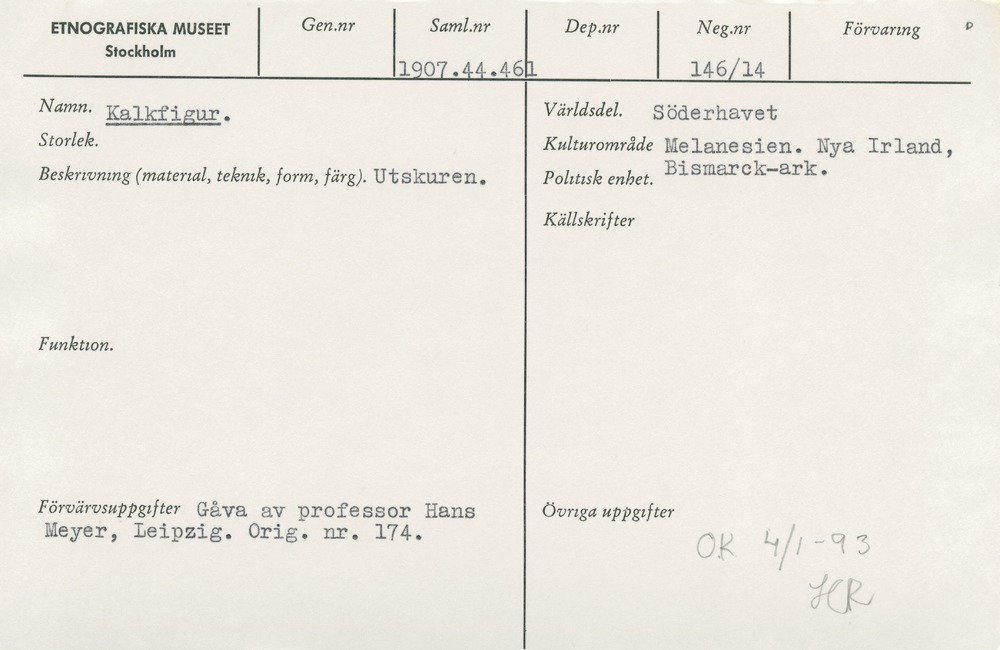 ETNOGRAFISKA MUSEET
Stockholm
Gen.nr
Saml.nr
1907.44.461
Dep.nr
Neg.nr
146/14
Förvaring
D
Namn. Kalkfigur.
Storlek.
Beskrivning (material, teknik, form, färg). Utskuren.
Funktion.
Förvärvsuppgifter Gåva av professor Hans
Meyer, Leipzig. Orig. nr. 174.
Världsdel. Söderhavet
Kulturområde Melanesien. Nya Irland,
Politisk enhet. Bismarck-ark.
Källskrifter
Övriga uppgifter
OK 4/1-93
HR